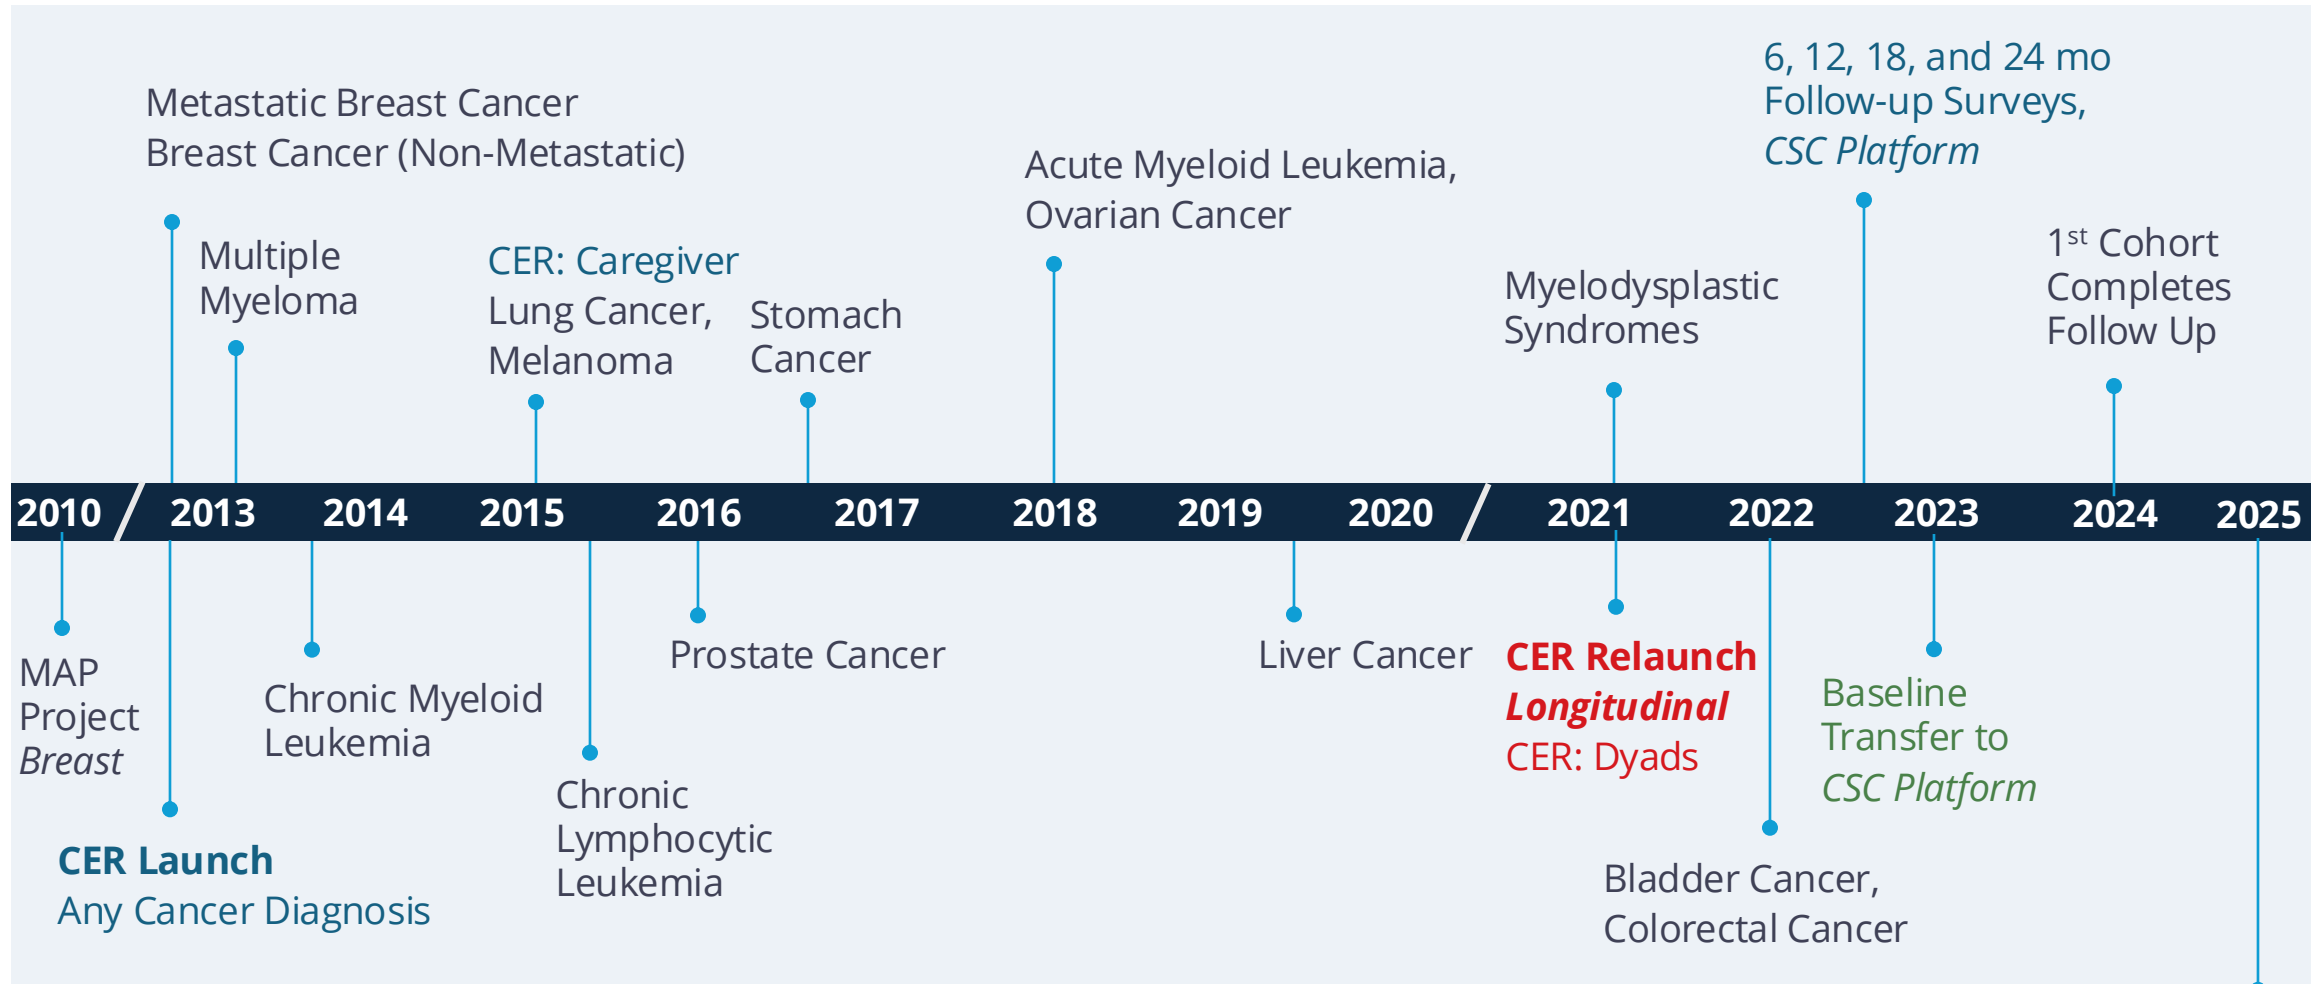 6, 12, 18, and 24 mo
Follow-up Surveys,
CSC Platform
Metastatic Breast Cancer
Breast Cancer (Non-Metastatic)
Acute Myeloid Leukemia,
Ovarian Cancer
Multiple
Myeloma
CER: Caregiver
Lung Cancer,
Melanoma
Stomach
Cancer
Myelodysplastic
Syndromes
1st Cohort
Completes
Follow Up
2010 2013 2014 2015 2016 2017 2018 2019 2020 2021 2022 2023 2024 2025
MAP
Project
Breast
CER Launch
Any Cancer Diagnosis
Chronic Myeloid
Leukemia
Chronic
Lymphocytic
Leukemia
Prostate Cancer
Liver Cancer
CER Relaunch
Longitudinal
CER: Dyads
Bladder Cancer,
Colorectal Cancer
Baseline
Transfer to
CSC Platform